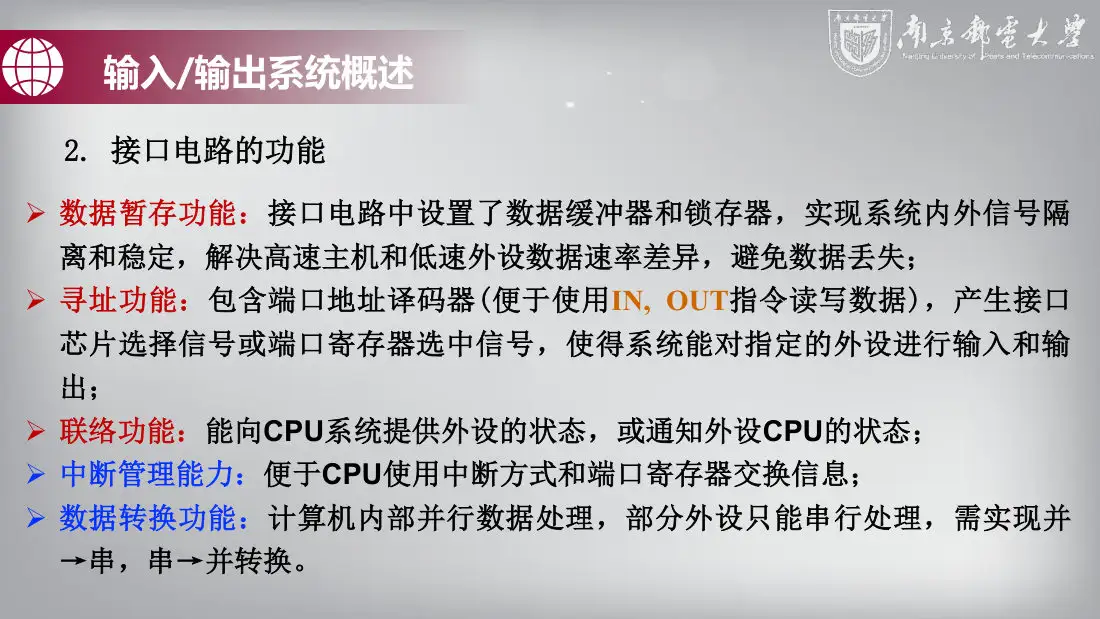 南京邮电大学
Nanjing University of Posts and Telecommunications
输入/输出系统概述
2. 接口电路的功能
➢ 数据暂存功能：接口电路中设置了数据缓冲器和锁存器，实现系统内外信号隔
离和稳定，解决高速主机和低速外设数据速率差异，避免数据丢失；
➢ 寻址功能：包含端口地址译码器(便于使用IN, OUT指令读写数据)，产生接口
芯片选择信号或端口寄存器选中信号，使得系统能对指定的外设进行输入和输
出；
➢ 联络功能：能向CPU系统提供外设的状态，或通知外设CPU的状态；
➢ 中断管理能力：便于CPU使用中断方式和端口寄存器交换信息；
➢ 数据转换功能：计算机内部并行数据处理，部分外设只能串行处理，需实现并
→串，串→并转换。